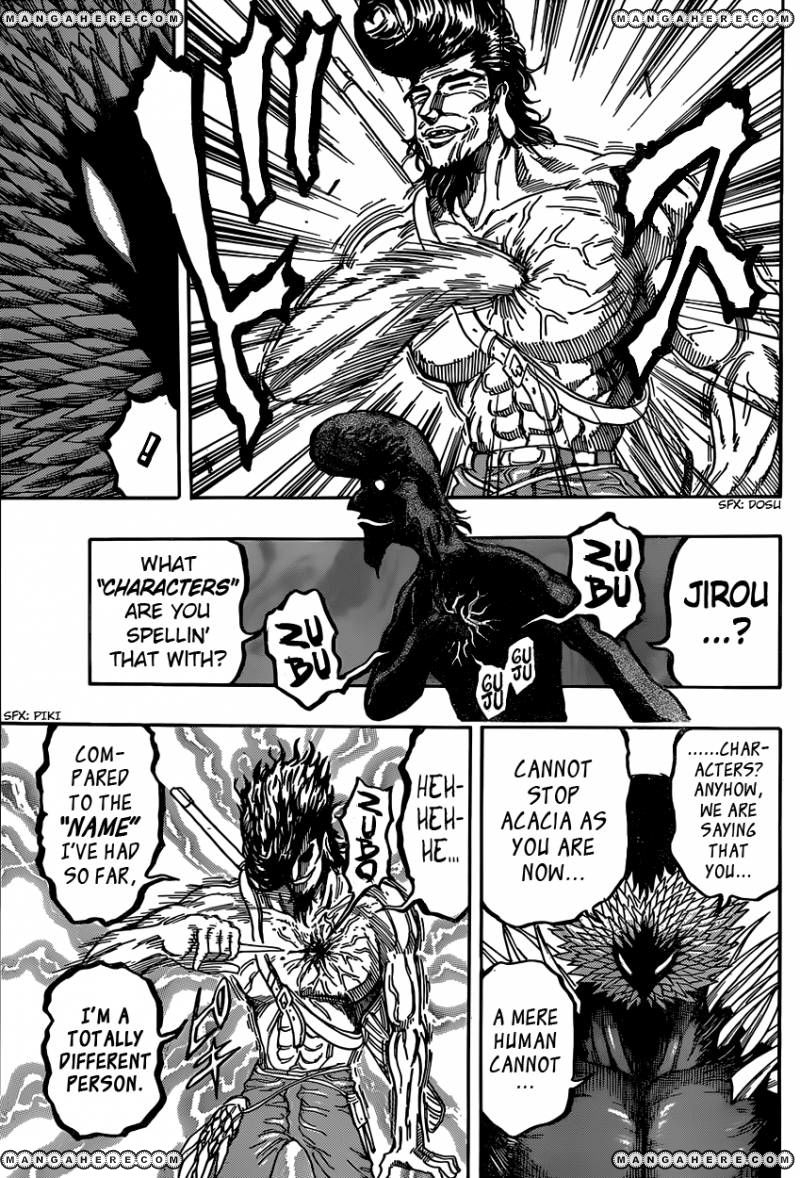 MANGAHERE.COM
MANGAHERE.COM
ドス
!
SFX: DOSU
JIROU
...?
ZU
BU
GU
JU
GU
JU
ZU
BU
WHAT
"CHARACTERS"
ARE YOU
SPELLIN'
THAT WITH?
SFX: PIKI
......CHAR-
ACTERS?
ANYHOW,
WE ARE
SAYING
THAT
YOU...
CANNOT
STOP
ACACIA AS
YOU ARE
NOW...
A MERE
HUMAN
CANNOT
...
HEH-
HEH-
HE...
ZUBO
COM-
PARED
TO THE
"NAME"
I'VE HAD
SO FAR,
I'M A
TOTALLY
DIFFERENT
PERSON.
MANGAHERE.COM
MANGAHERE.COM